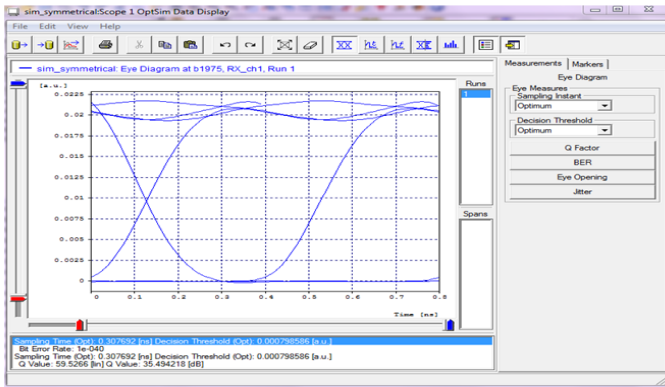 sim_symmetrical:Scope 1 OptSim Data Display
File Edit View Help
sim_symmetrical: Eye Diagram at b1975, RX_ch1, Run 1
[a.u.]
0.0225
0.02
0.0175
0.015
0.0125
0.01
0.0075
0.005
0.0025
0
0 0.1 0.2 0.3 0.4 0.5 0.6 0.7 0.8
Time [ns]
Runs
1
Spans
Measurements Markers
Eye Diagram
Eye Measures
Sampling Instant
Optimum
Decision Threshold
Optimum
Q Factor
BER
Eye Opening
Jitter
Sampling Time (Opt): 0.307692 [ns] Decision Threshold (Opt): 0.000798586 [a.u.]
Bit Error Rate: 1e-040
Sampling Time (Opt): 0.307692 [ns] Decision Threshold (Opt): 0.000798586 [a.u.]
Q Value: 59.5266 [lin] Q Value: 35.494218 [dB]